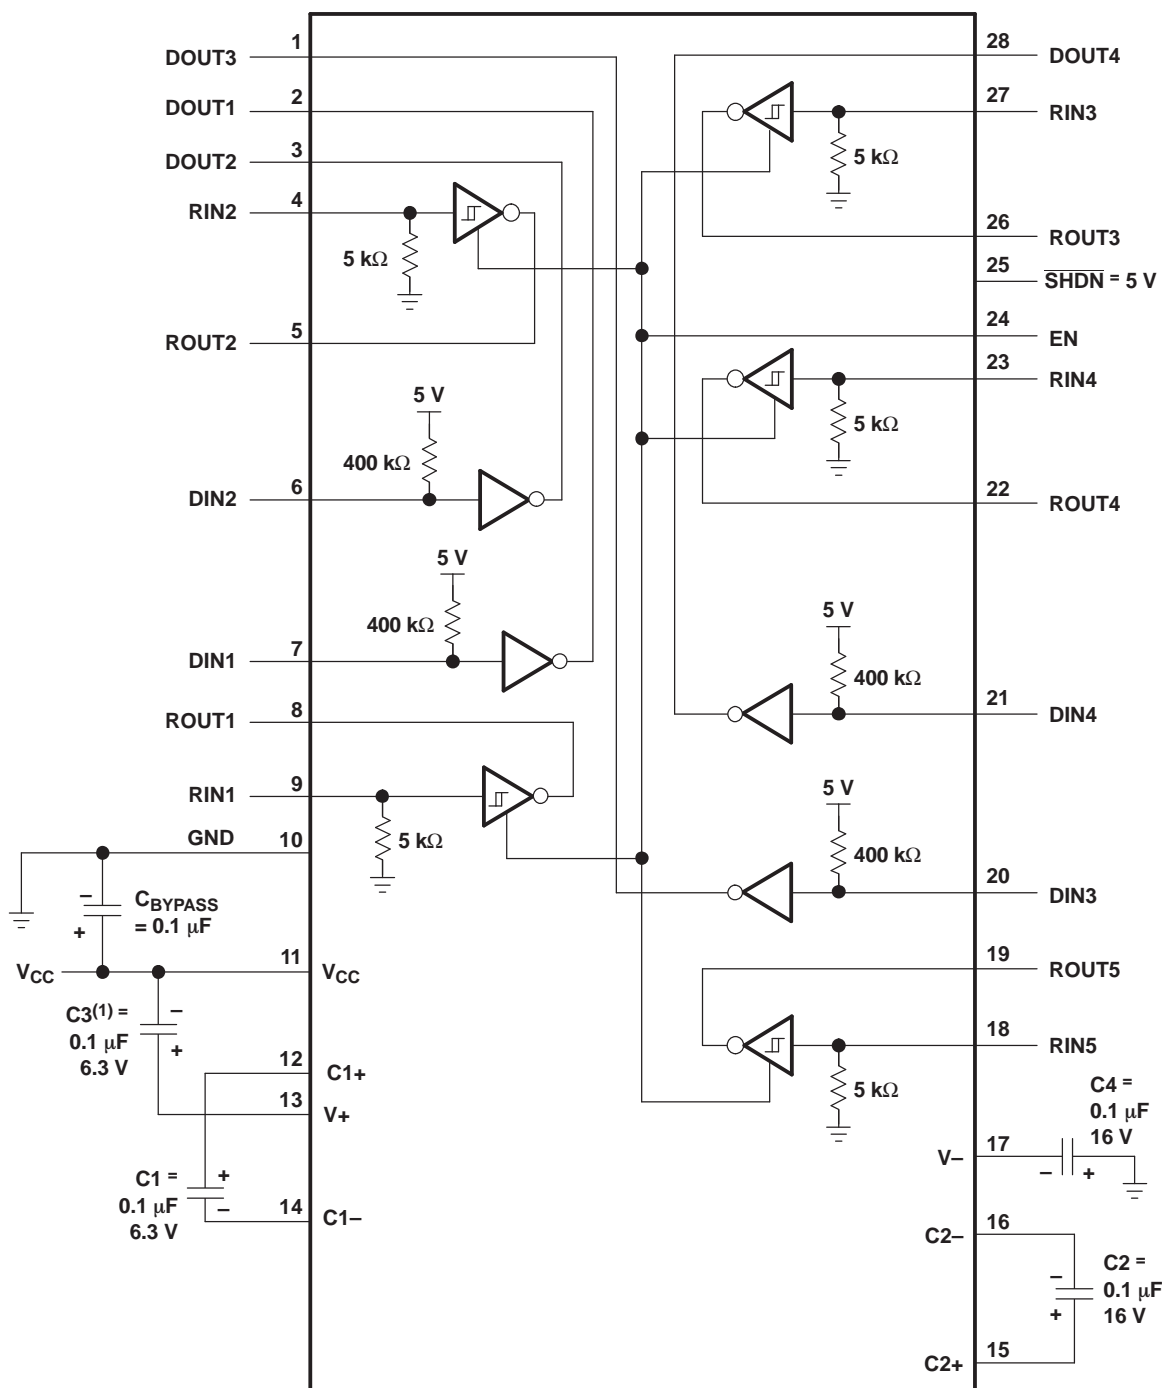 DOUT3 1
DOUT1 2
DOUT2 3
RIN2 4
5 kΩ
ROUT2 5
5 V
400 kΩ
DIN2 6
5 V
400 kΩ
DIN1 7
ROUT1 8
RIN1 9
5 kΩ
GND 10
CBYPASS
= 0.1 µF
VCC 11 VCC
C3(1) =
0.1 µF
6.3 V
12 C1+
13 V+
C1 =
0.1 µF
6.3 V
14 C1–
– + – + + –
28 DOUT4
27 RIN3
5 kΩ
26 ROUT3
25 SHDN = 5 V
24 EN
23 RIN4
5 kΩ
22 ROUT4
5 V
400 kΩ
21 DIN4
5 V
400 kΩ
20 DIN3
19 ROUT5
18 RIN5
5 kΩ
C4 =
0.1 µF
16 V
V– 17
– +
C2– 16
C2 =
0.1 µF
16 V
– +
C2+ 15